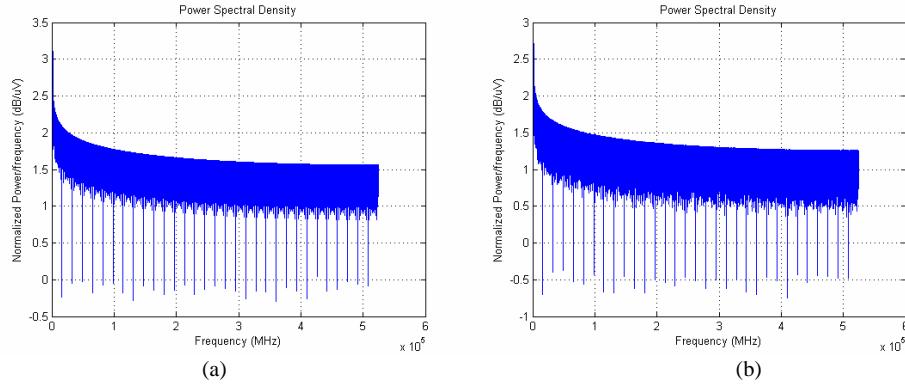 Power Spectral Density
3.5
3
2.5
2
1.5
1
0.5
0
-0.5
0 1 2 3 4 5 6
Normalized Power/frequency (dB/uV)
Frequency (MHz)
x 10^5
(a)
Power Spectral Density
3
2.5
2
1.5
1
0.5
0
-0.5
-1
0 1 2 3 4 5 6
Normalized Power/frequency (dB/uV)
Frequency (MHz)
x 10^5
(b)